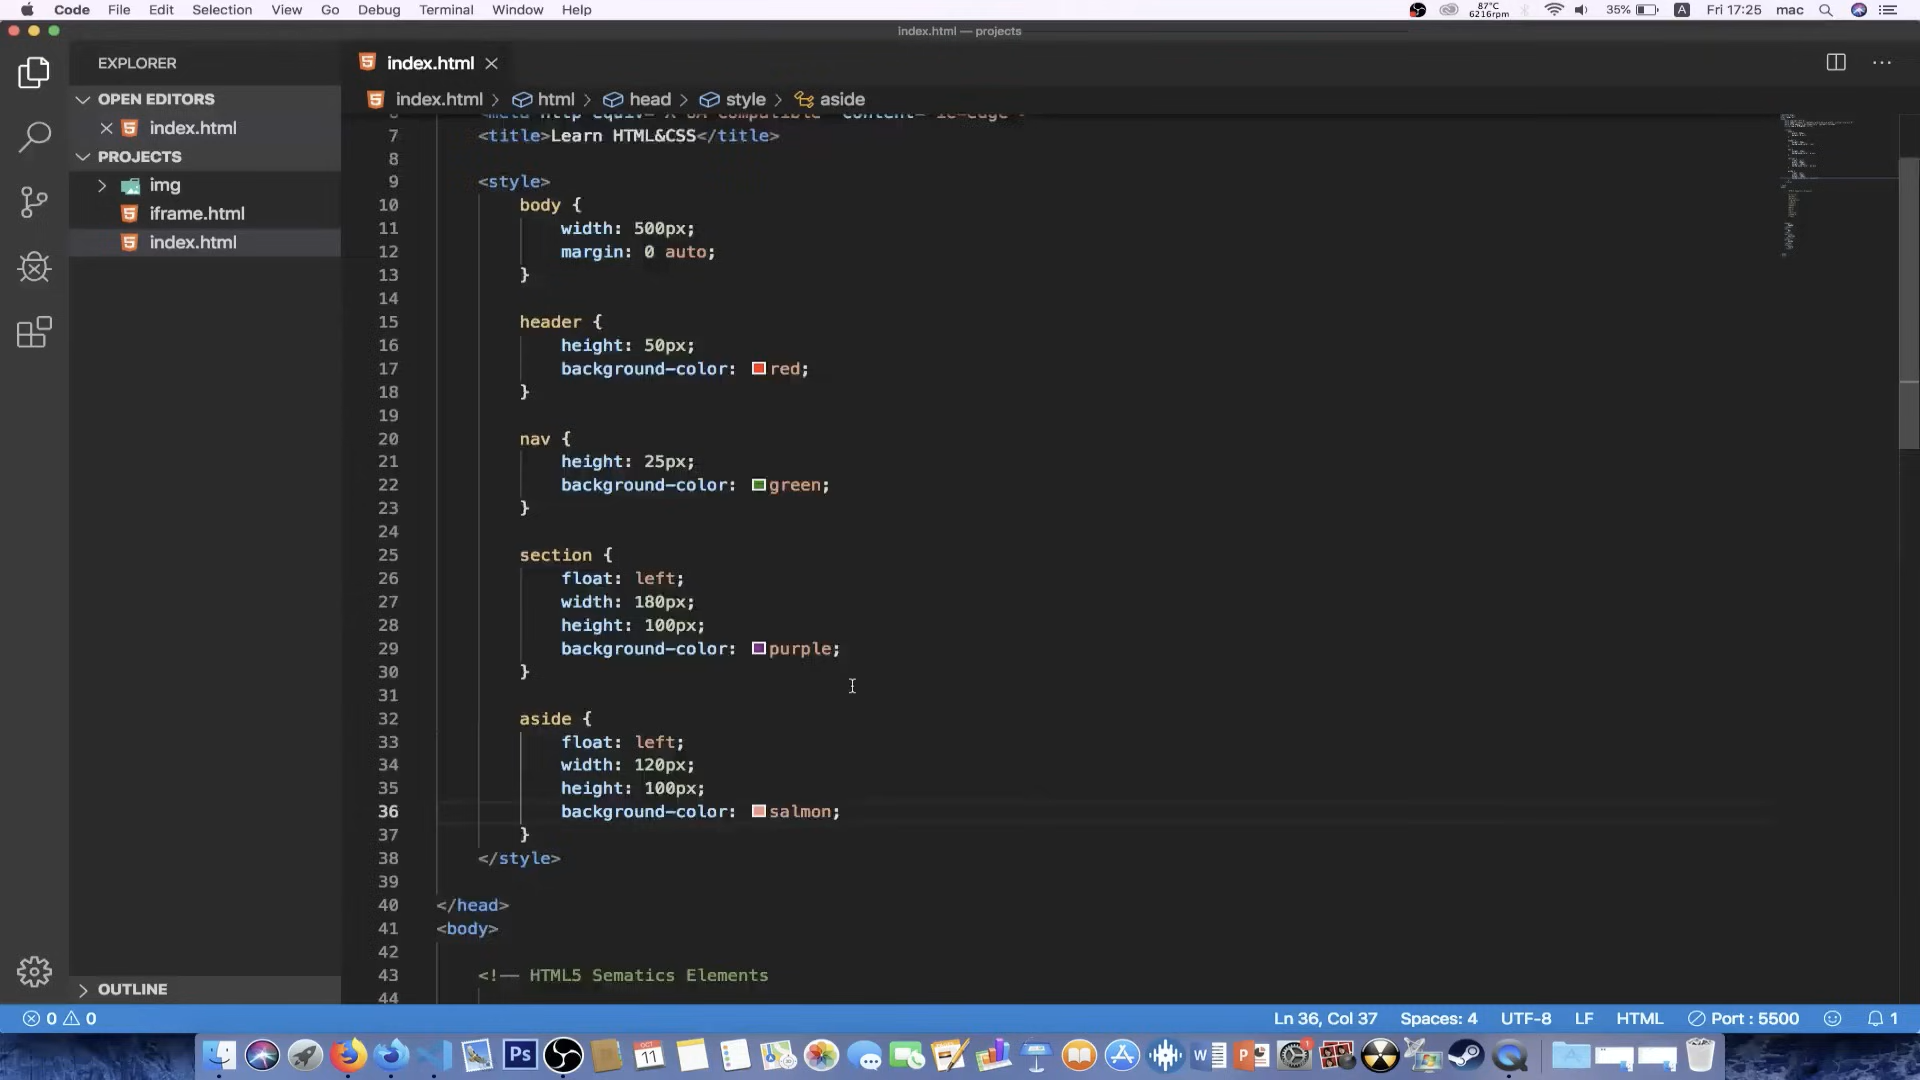 Code File Edit Selection View Go Debug Terminal Window Help 87°C 6216rpm 35% A Fri 17:25 mac
index.html — projects
EXPLORER
OPEN EDITORS
index.html
PROJECTS
img
iframe.html
index.html
OUTLINE
index.html
index.html > html > head > style > aside
7 <title>Learn HTML&CSS</title>
8
9 <style>
10 body {
11 width: 500px;
12 margin: 0 auto;
13 }
14
15 header {
16 height: 50px;
17 background-color: red;
18 }
19
20 nav {
21 height: 25px;
22 background-color: green;
23 }
24
25 section {
26 float: left;
27 width: 180px;
28 height: 100px;
29 background-color: purple;
30 }
31
32 aside {
33 float: left;
34 width: 120px;
35 height: 100px;
36 background-color: salmon;
37 }
38 </style>
39
40 </head>
41 <body>
42
43 <!-- HTML5 Sematics Elements
44
0 0 Ln 36, Col 37 Spaces: 4 UTF-8 LF HTML Port : 5500 1
Ps OCT 11 W P 1